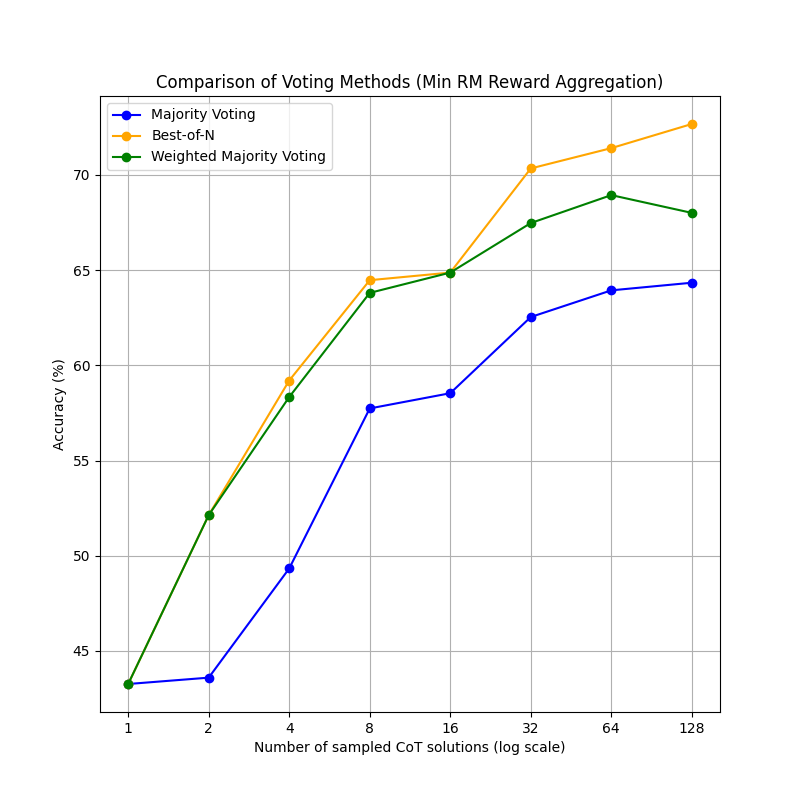 Comparison of Voting Methods (Min RM Reward Aggregation)
Majority Voting
Best-of-N
Weighted Majority Voting
Accuracy (%)
70
65
60
55
50
45
1 2 4 8 16 32 64 128
Number of sampled CoT solutions (log scale)